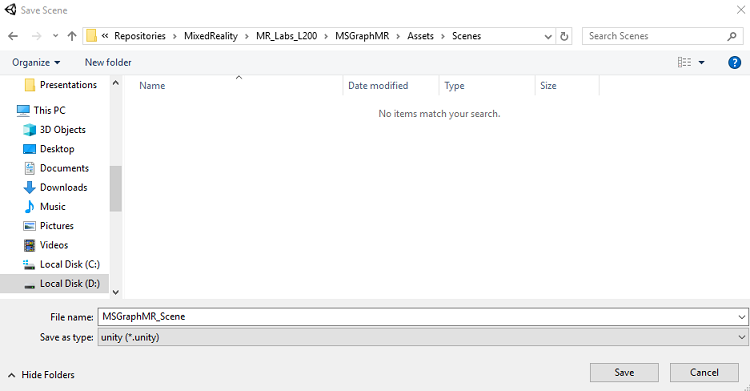 Save Scene
« Repositories > MixedReality > MR_Labs_L200 > MSGraphMR > Assets > Scenes
Search Scenes
Organize
New folder
?
Name
Date modified
Type
Size
No items match your search.
Presentations
This PC
3D Objects
Desktop
Documents
Downloads
Music
Pictures
Videos
Local Disk (C:)
Local Disk (D:)
File name:
MSGraphMR_Scene
Save as type:
unity (*.unity)
Hide Folders
Save
Cancel